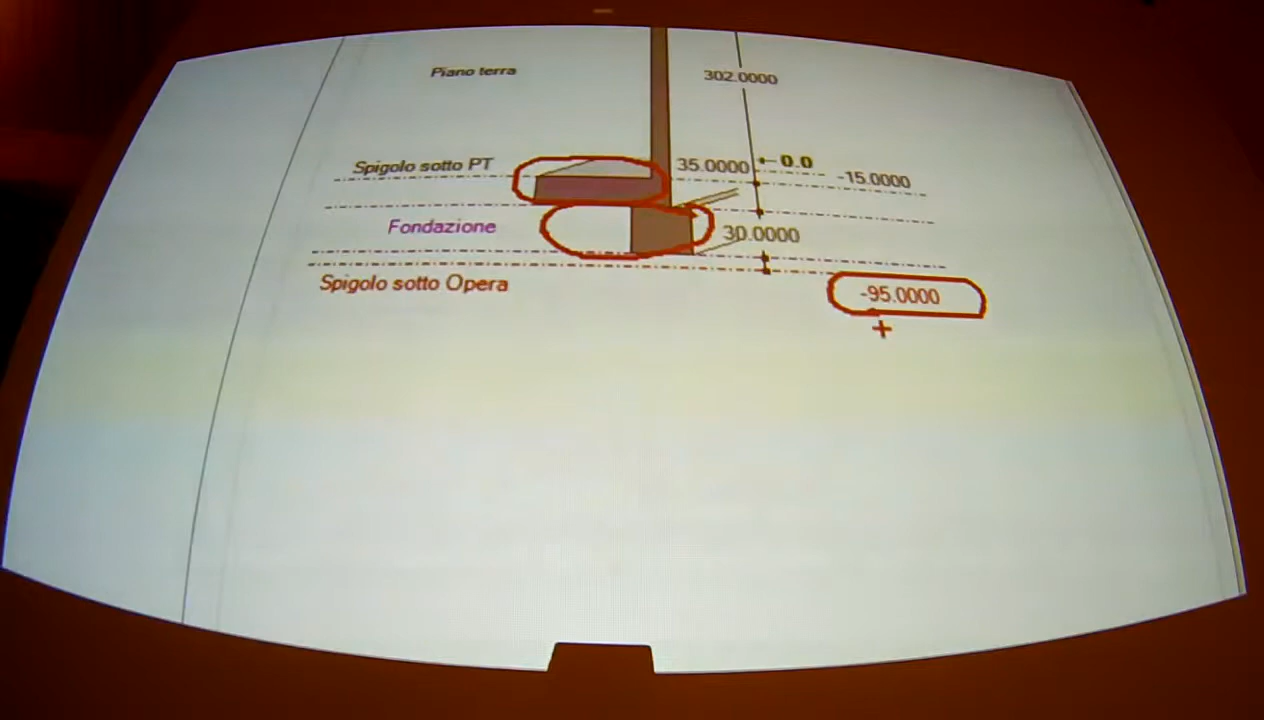 Piano terra
302.0000
Spigolo sotto PT
35.0000
0.0
-15.0000
Fondazione
30.0000
Spigolo sotto Opera
-95.0000